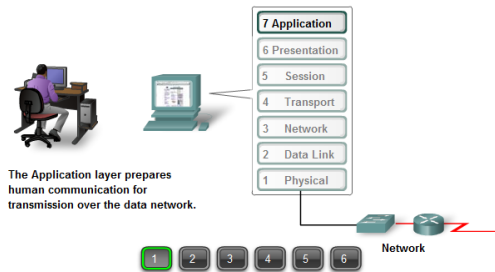 7 Application
6 Presentation
5 Session
4 Transport
3 Network
2 Data Link
1 Physical
The Application layer prepares
human communication for
transmission over the data network.
Network
1 2 3 4 5 6